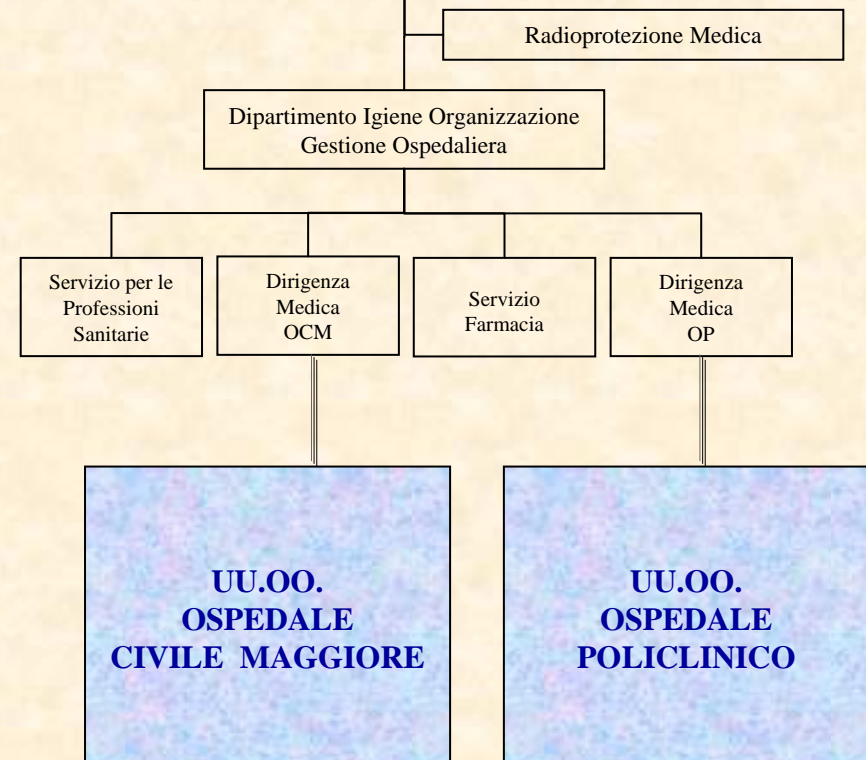 Radioprotezione Medica
Dipartimento Igiene Organizzazione
Gestione Ospedaliera
Servizio per le
Professioni
Sanitarie
Dirigenza
Medica
OCM
Servizio
Farmacia
Dirigenza
Medica
OP
UU.OO.
OSPEDALE
CIVILE MAGGIORE
UU.OO.
OSPEDALE
POLICLINICO